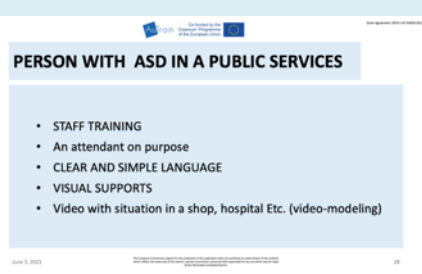 AuTrain
Co-funded by the
Erasmus+ Programme
of the European Union
PERSON WITH ASD IN A PUBLIC SERVICES
• STAFF TRAINING
• An attendant on purpose
• CLEAR AND SIMPLE LANGUAGE
• VISUAL SUPPORTS
• Video with situation in a shop, hospital Etc. (video-modeling)
June 5, 2021
28